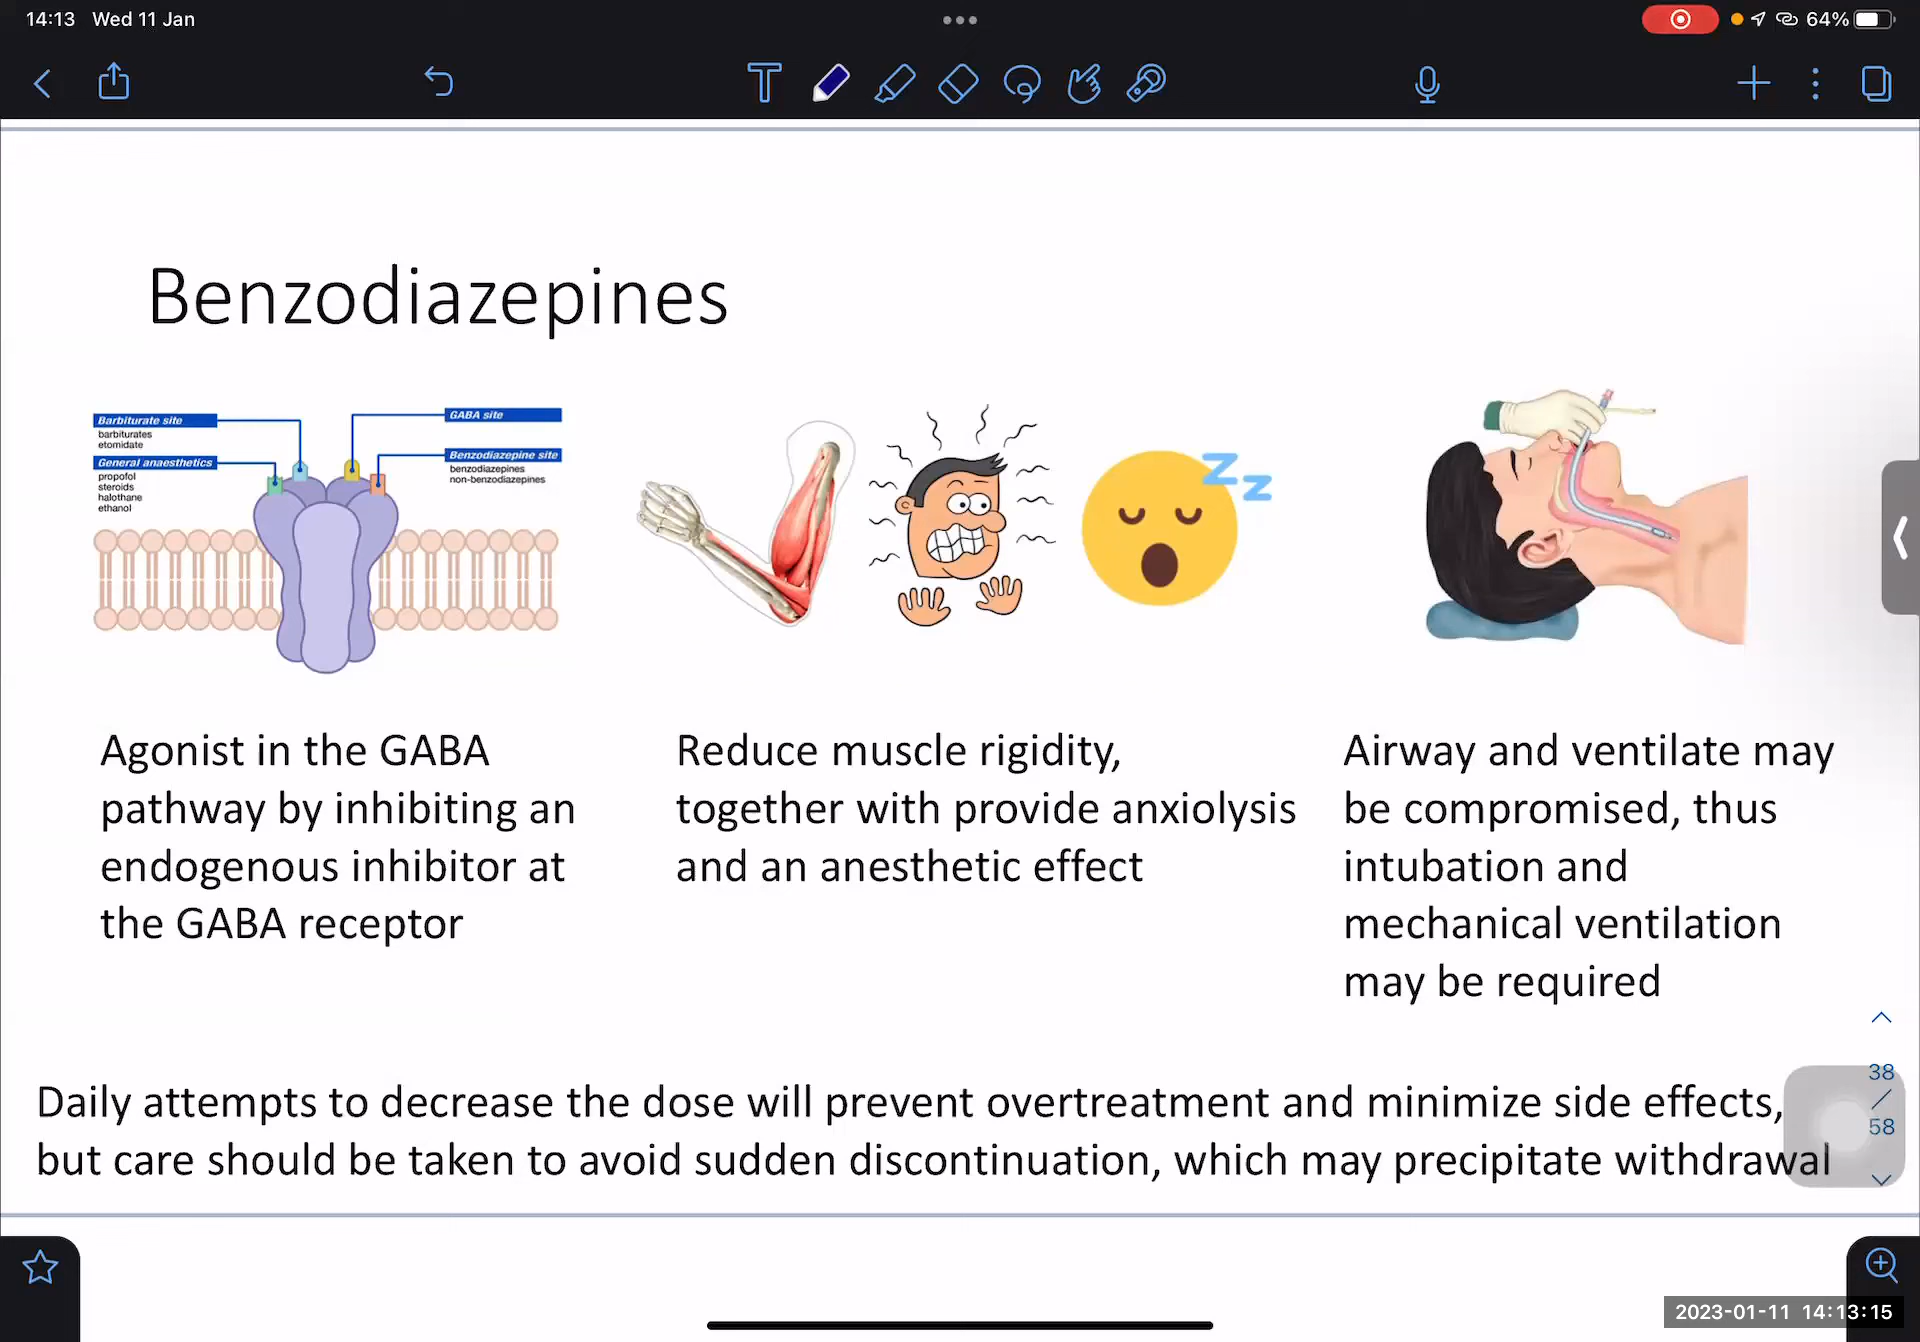 14:13 Wed 11 Jan
64%
Benzodiazepines
Barbiturate site
barbiturates
etomidate
General anaesthetics
propofol
steroids
halothane
ethanol
GABA site
Benzodiazepine site
benzodiazepines
non-benzodiazepines
Z Z
Agonist in the GABA
pathway by inhibiting an
endogenous inhibitor at
the GABA receptor
Reduce muscle rigidity,
together with provide anxiolysis
and an anesthetic effect
Airway and ventilate may
be compromised, thus
intubation and
mechanical ventilation
may be required
Daily attempts to decrease the dose will prevent overtreatment and minimize side effects,
but care should be taken to avoid sudden discontinuation, which may precipitate withdrawal
38
/
58
2023-01-11 14:13:15